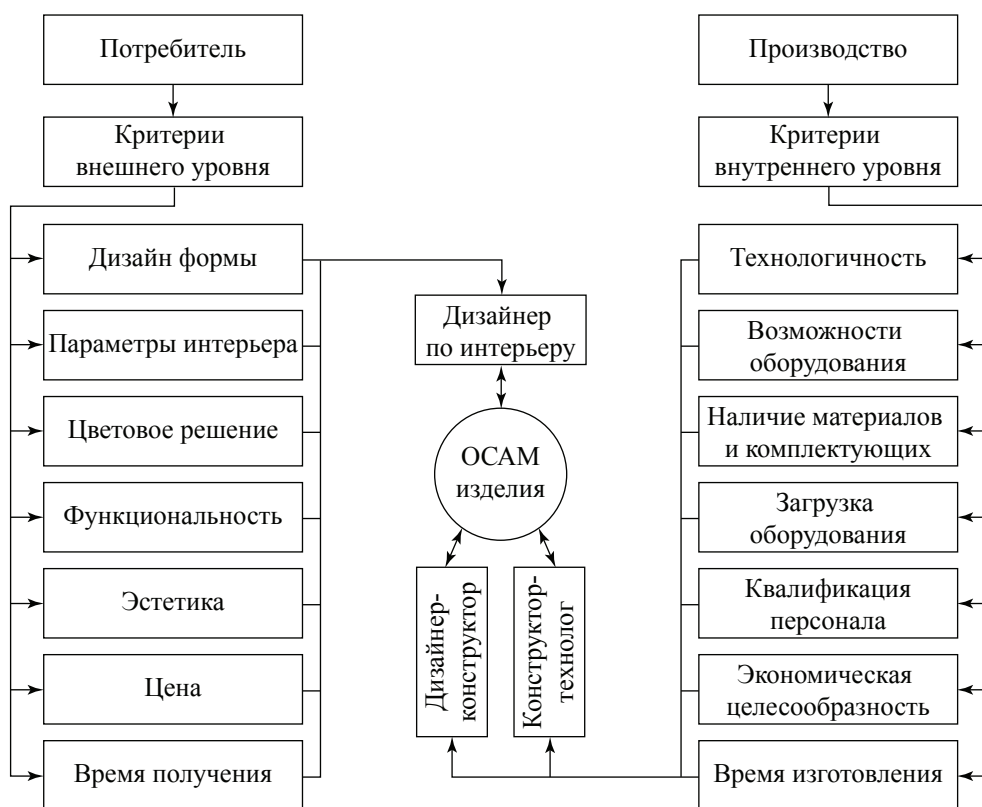 Потребитель
Критерии
внешнего уровня
Дизайн формы
Параметры интерьера
Цветовое решение
Функциональность
Эстетика
Цена
Время получения
Дизайнер
по интерьеру
ОСАМ
изделия
Дизайнер-
конструктор
Конструктор-
технолог
Производство
Критерии
внутреннего уровня
Технологичность
Возможности
оборудования
Наличие материалов
и комплектующих
Загрузка
оборудования
Квалификация
персонала
Экономическая
целесообразность
Время изготовления